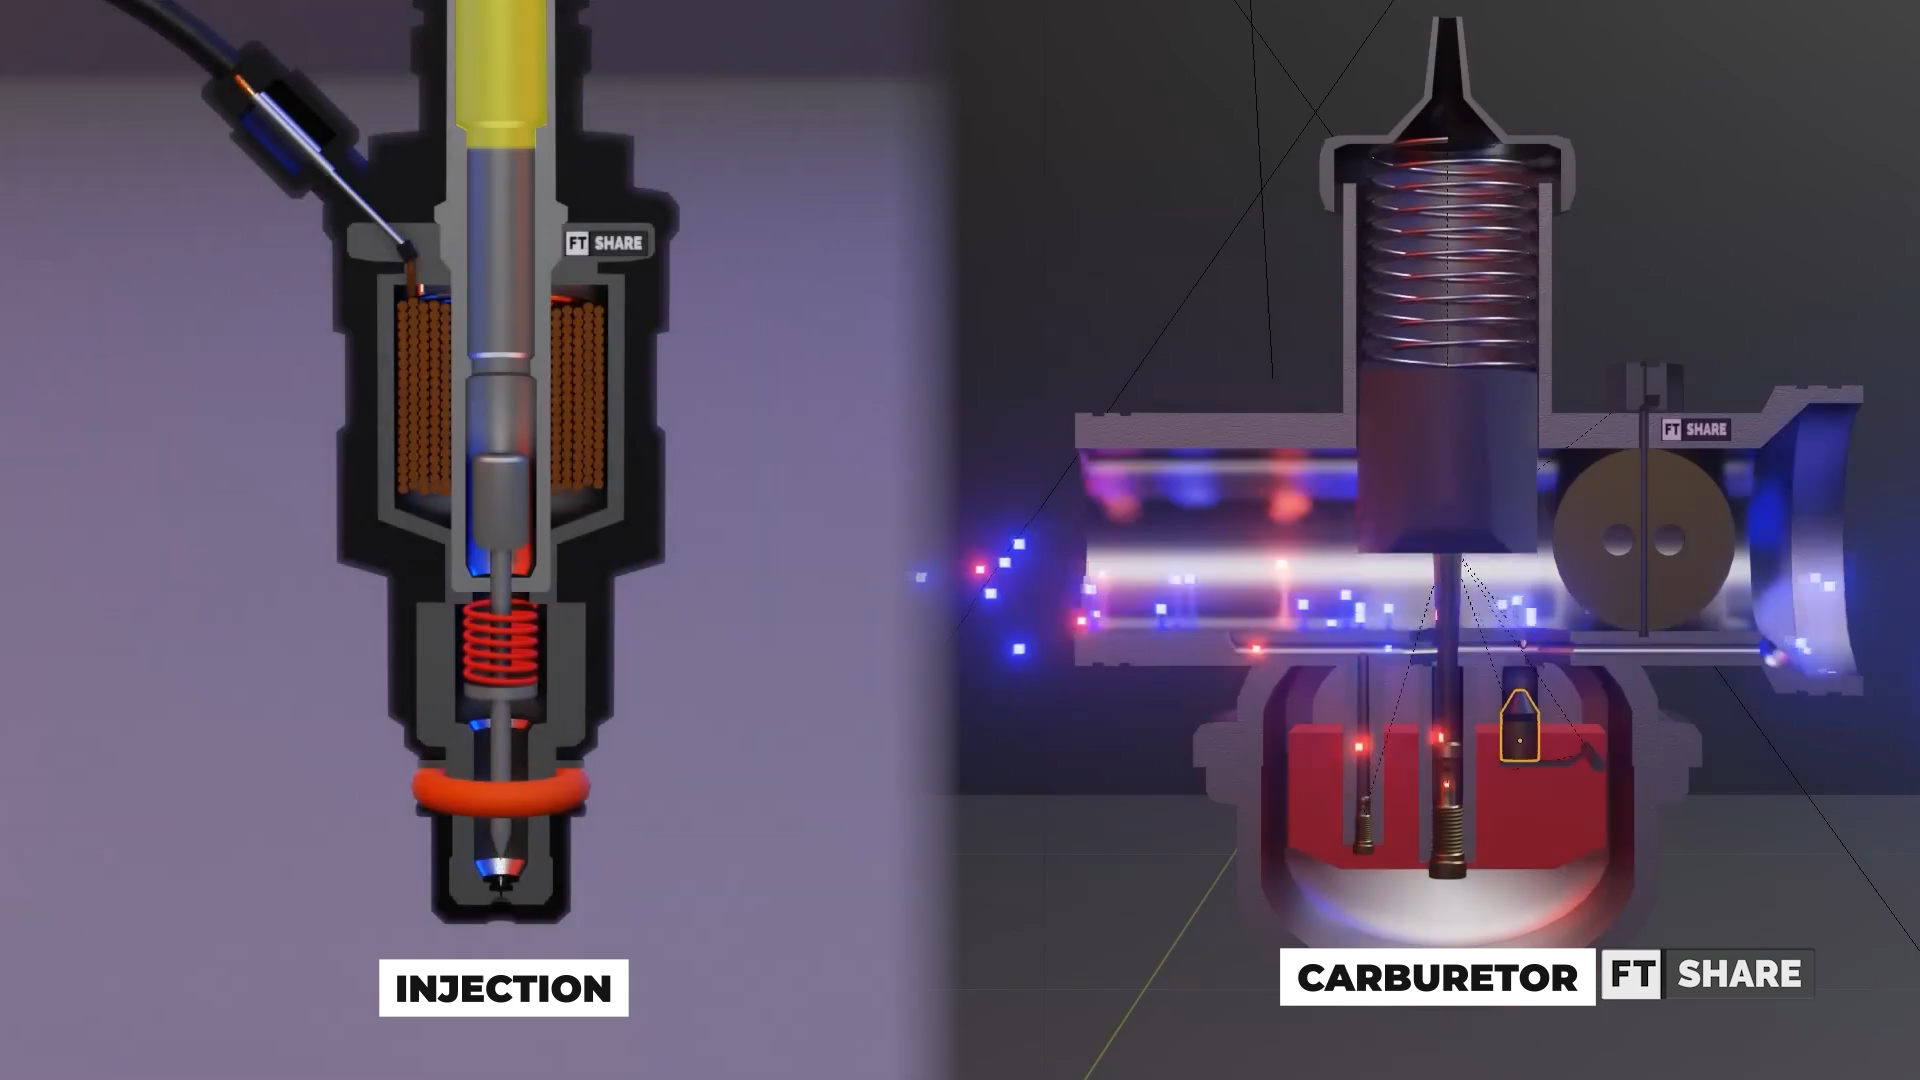 FT SHARE
FT SHARE
INJECTION
CARBURETOR
FT SHARE